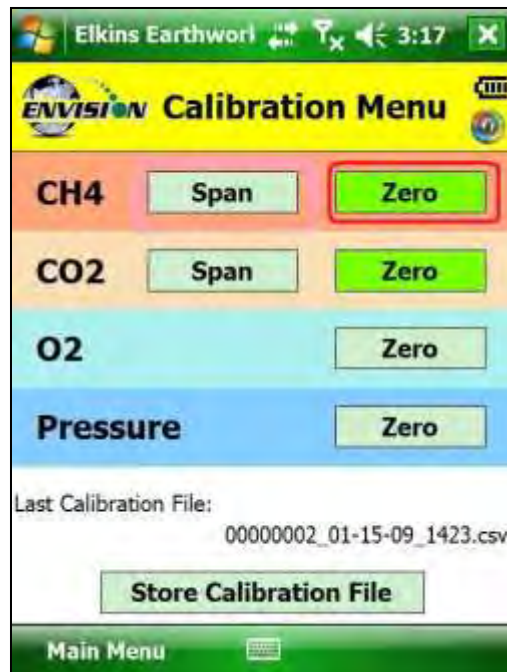 Elkins Earthworl 3:17
ENVISION Calibration Menu
CH4 Span Zero
CO2 Span Zero
O2 Zero
Pressure Zero
Last Calibration File:
00000002_01-15-09_1423.csv
Store Calibration File
Main Menu